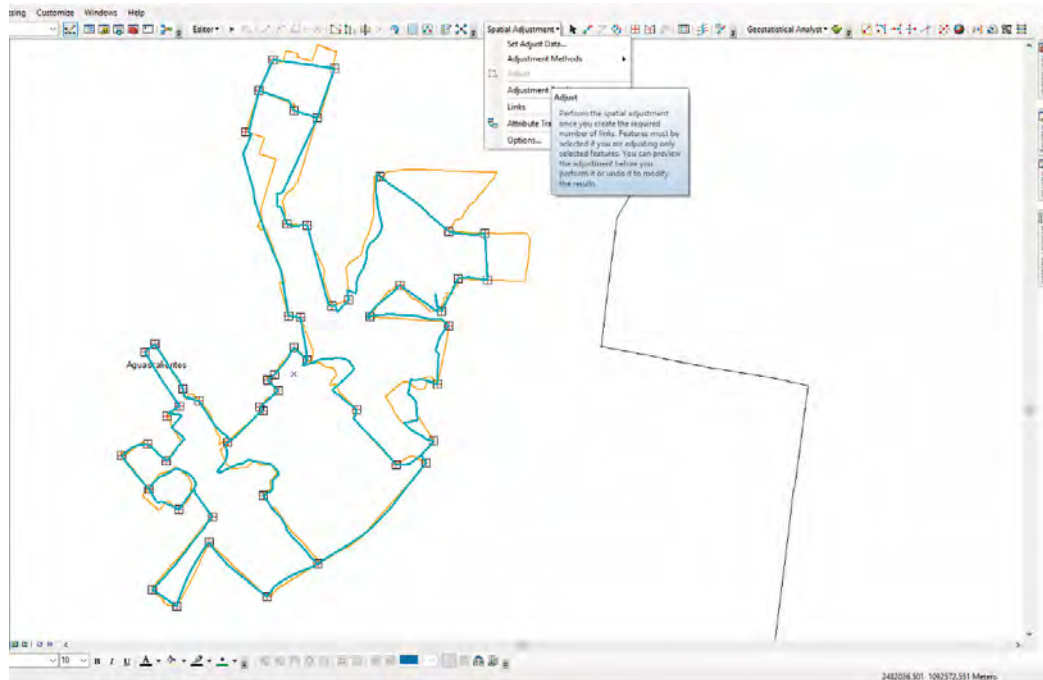 Customize Windows Help
Editor
Spatial Adjustment
Geostatistical Analyst
Set Adjust Data...
Adjustment Methods
Adjust
Adjustment
Links
Attribute Tra
Options...
Adjust
Perform the spatial adjustment
once you create the required
number of links. Features must be
selected if you are adjusting only
selected features. You can preview
the adjustment before you
perform it or undo it to modify
the results.
Aguascalientes
10 B I U A
2482036.501 1092572.551 Meters